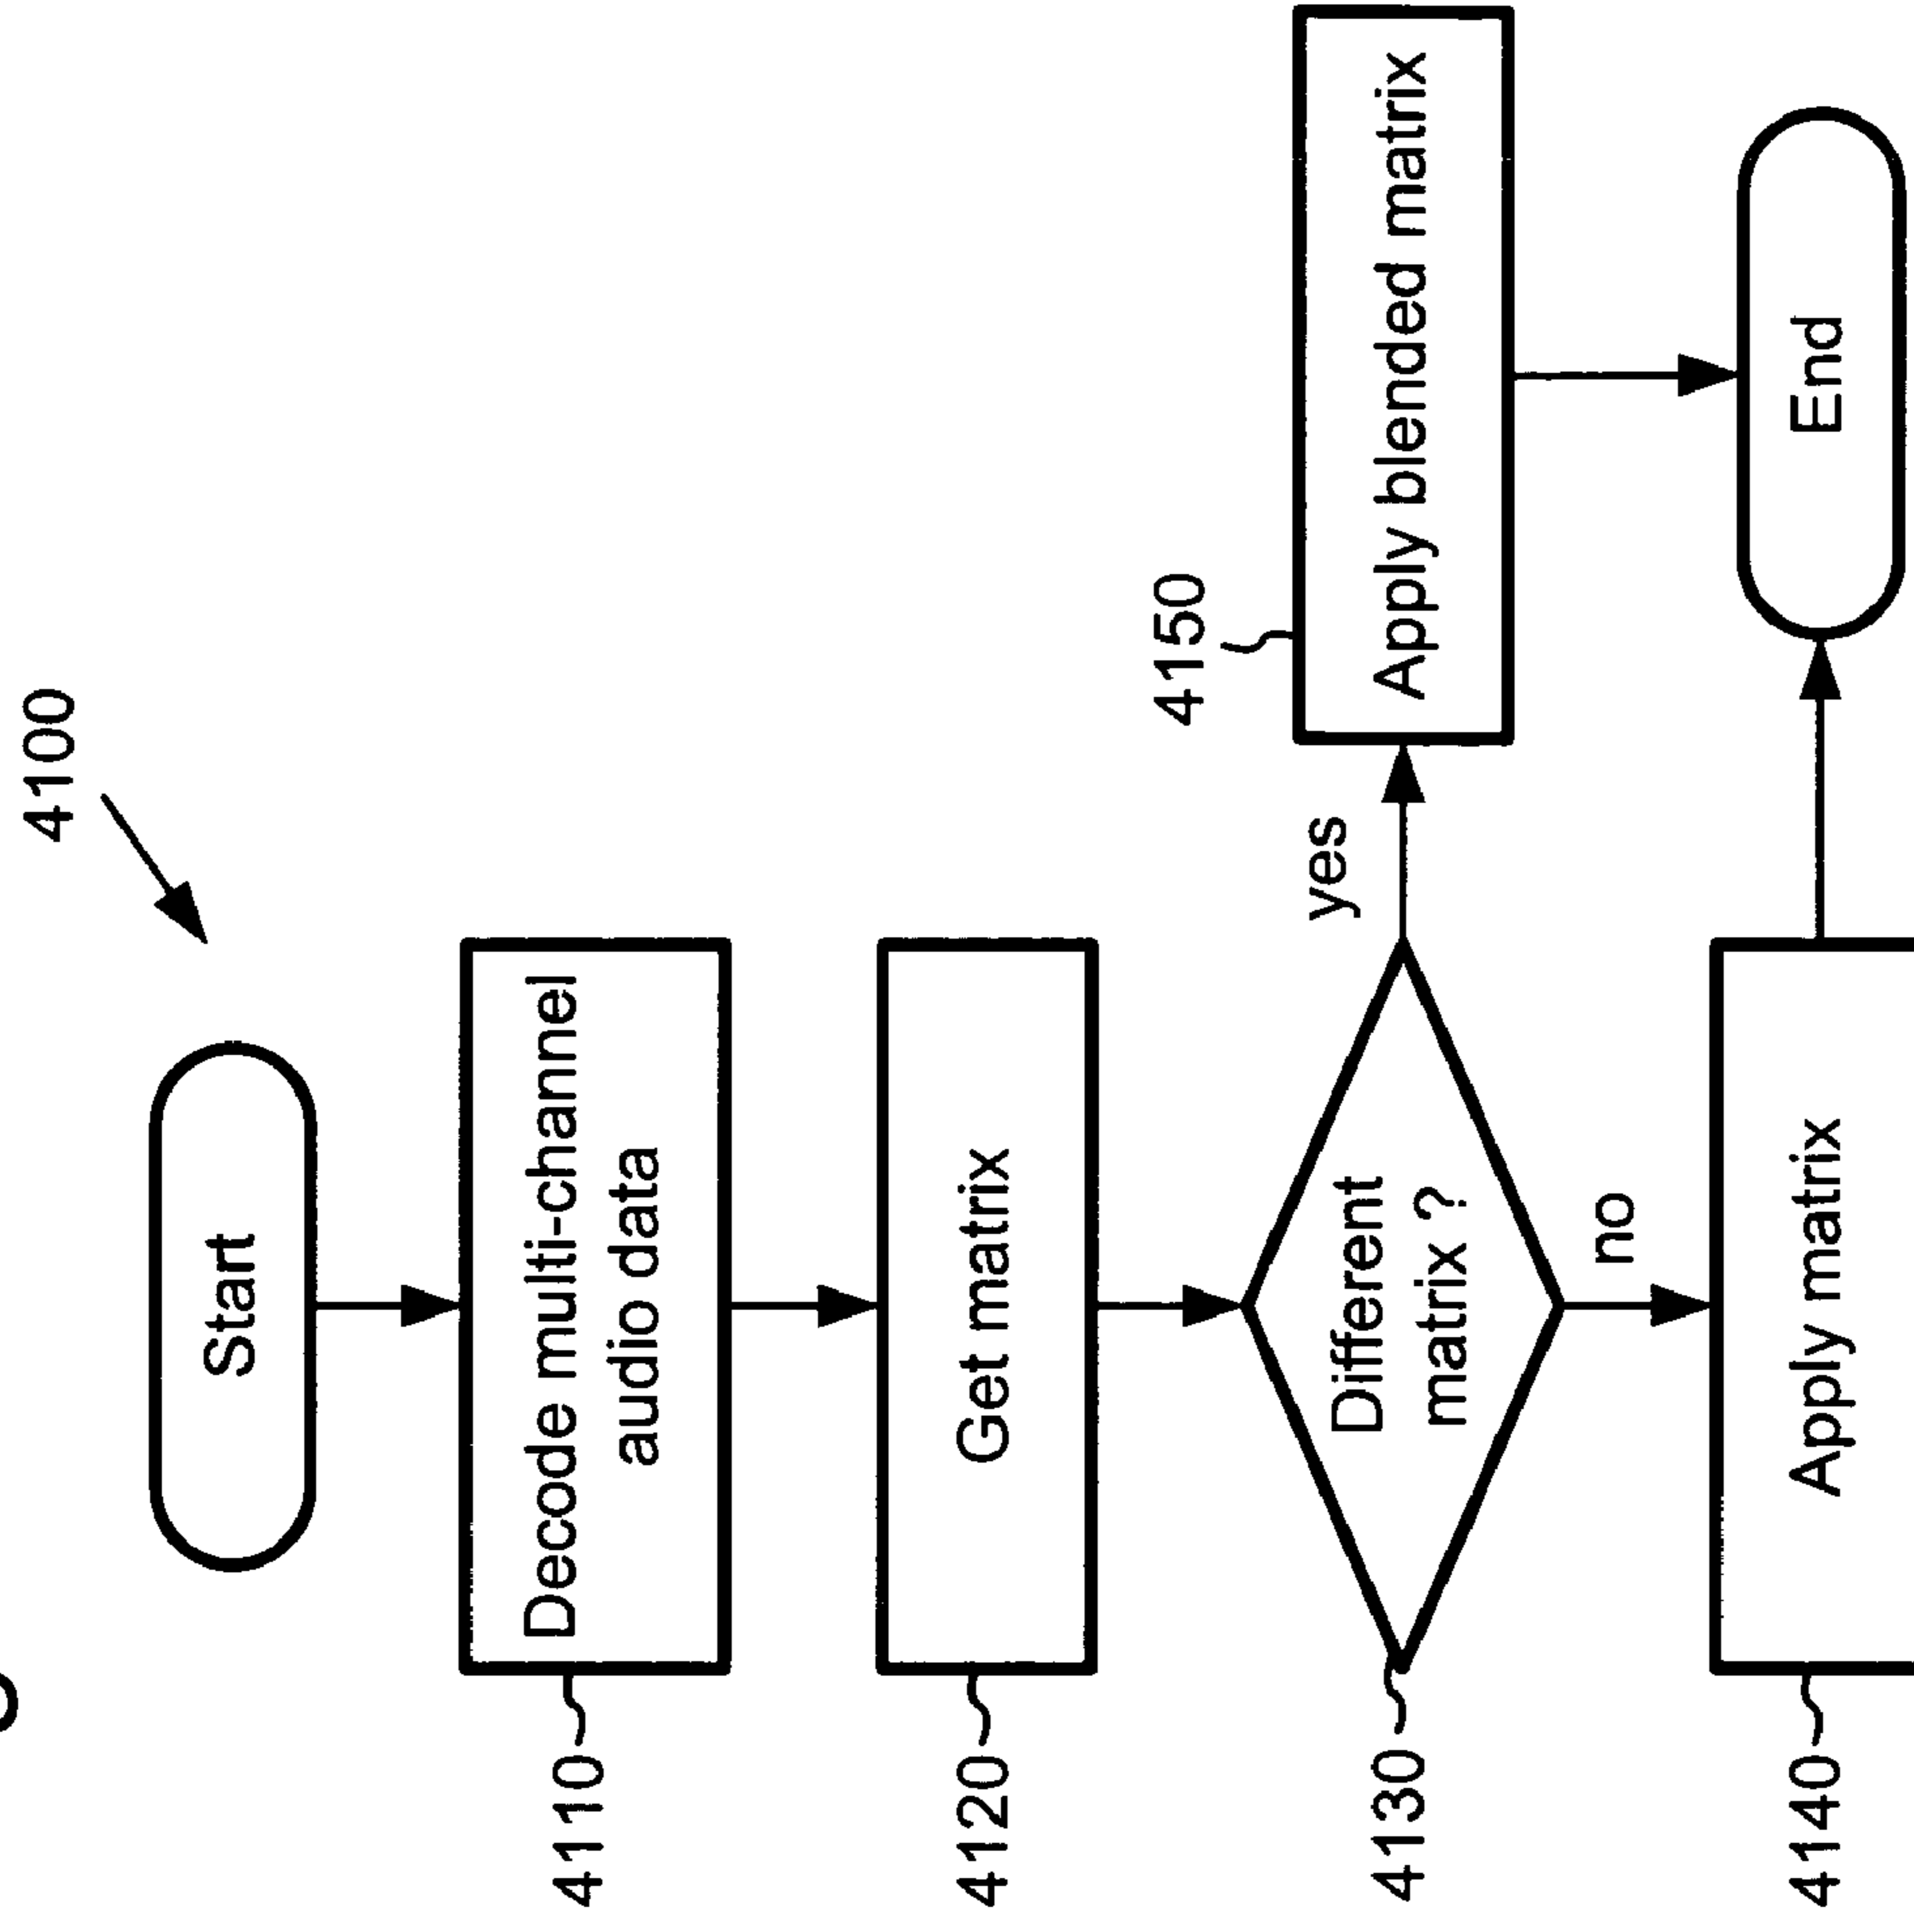 4100
Start
4110
Decode multi-channel
audio data
4120
Get matrix
4130
Different
matrix ?
yes
4150
Apply blended matrix
no
4140
Apply matrix
End